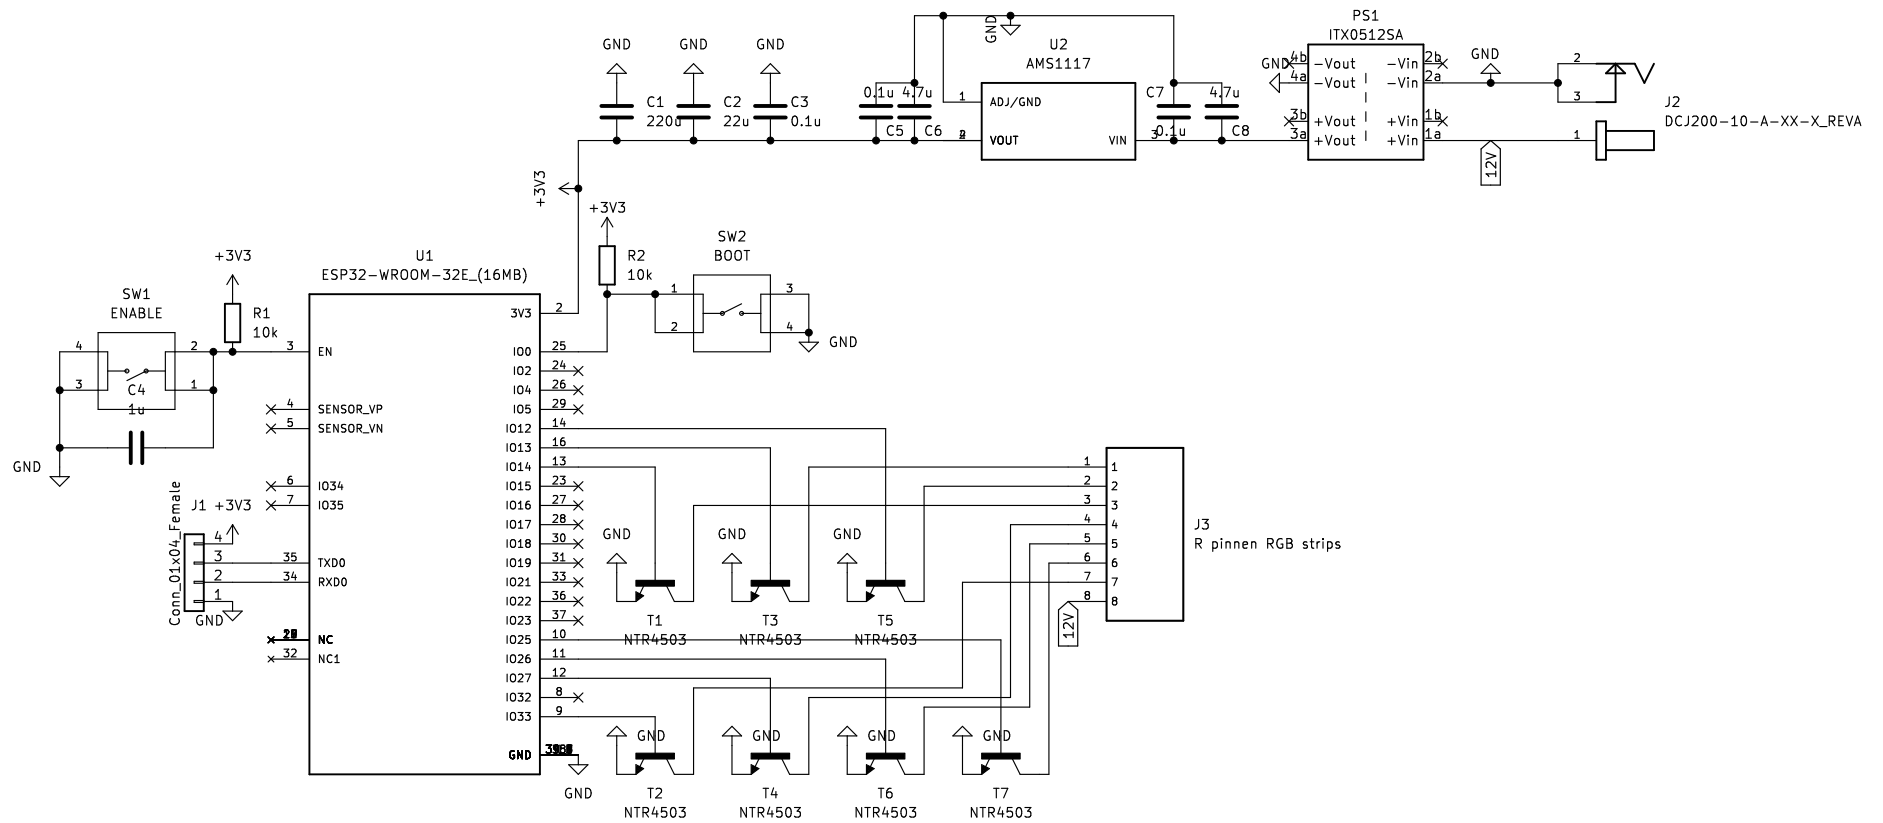 PS1
ITX0512SA
GND
GND
GND
GND
U2
AMS1117
4b
-Vout
-Vin
2b
GND
GND
4a
-Vout
-Vin
2a
2
3
0.1u
4.7u
C7
4.7u
J2
DCJ200-10-A-XX-X_REVA
C1
220u
C2
22u
C3
0.1u
1
ADJ/GND
C5
C6
0.1u
C8
3b
+Vout
+Vin
1b
VOUT
VIN
3
3a
+Vout
+Vin
1a
1
12V
+3V3
+3V3
R2
10k
SW2
BOOT
1
2
3
4
GND
+3V3
R1
10k
SW1
ENABLE
4
3
2
1
C4
1u
GND
U1
ESP32-WROOM-32E_(16MB)
3V3
2
3
EN
IO0
25
IO2
24
IO4
26
4
SENSOR_VP
IO5
29
5
SENSOR_VN
IO12
14
IO13
16
IO14
13
6
IO34
IO15
23
7
IO35
IO16
27
IO17
28
IO18
30
35
TXD0
IO19
31
34
RXD0
IO21
33
IO22
36
IO23
37
NC
IO25
10
32
NC1
IO26
11
IO27
12
IO32
8
IO33
9
GND
GND
J1
+3V3
Conn_01x04_Female
4
3
2
1
GND
GND
GND
GND
T1
NTR4503
T3
NTR4503
T5
NTR4503
1
1
2
2
3
3
4
4
5
5
6
6
7
7
8
8
J3
R pinnen RGB strips
12V
GND
GND
GND
GND
T2
NTR4503
T4
NTR4503
T6
NTR4503
T7
NTR4503